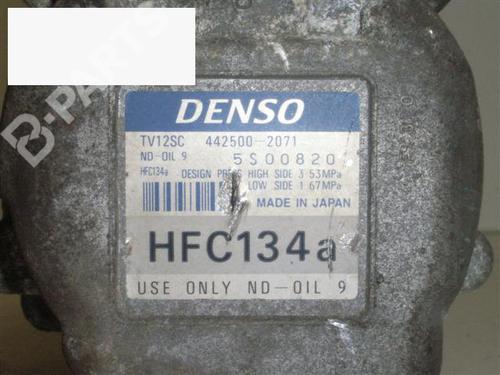 B-PARTS
DENSO
TV12SC 442500-2071
ND-OIL 9 5S00820
HFC134a DESIGN PRESS HIGH SIDE 3 53MPa
LOW SIDE 1 67MPa
MADE IN JAPAN
HFC134a
USE ONLY ND-OIL 9